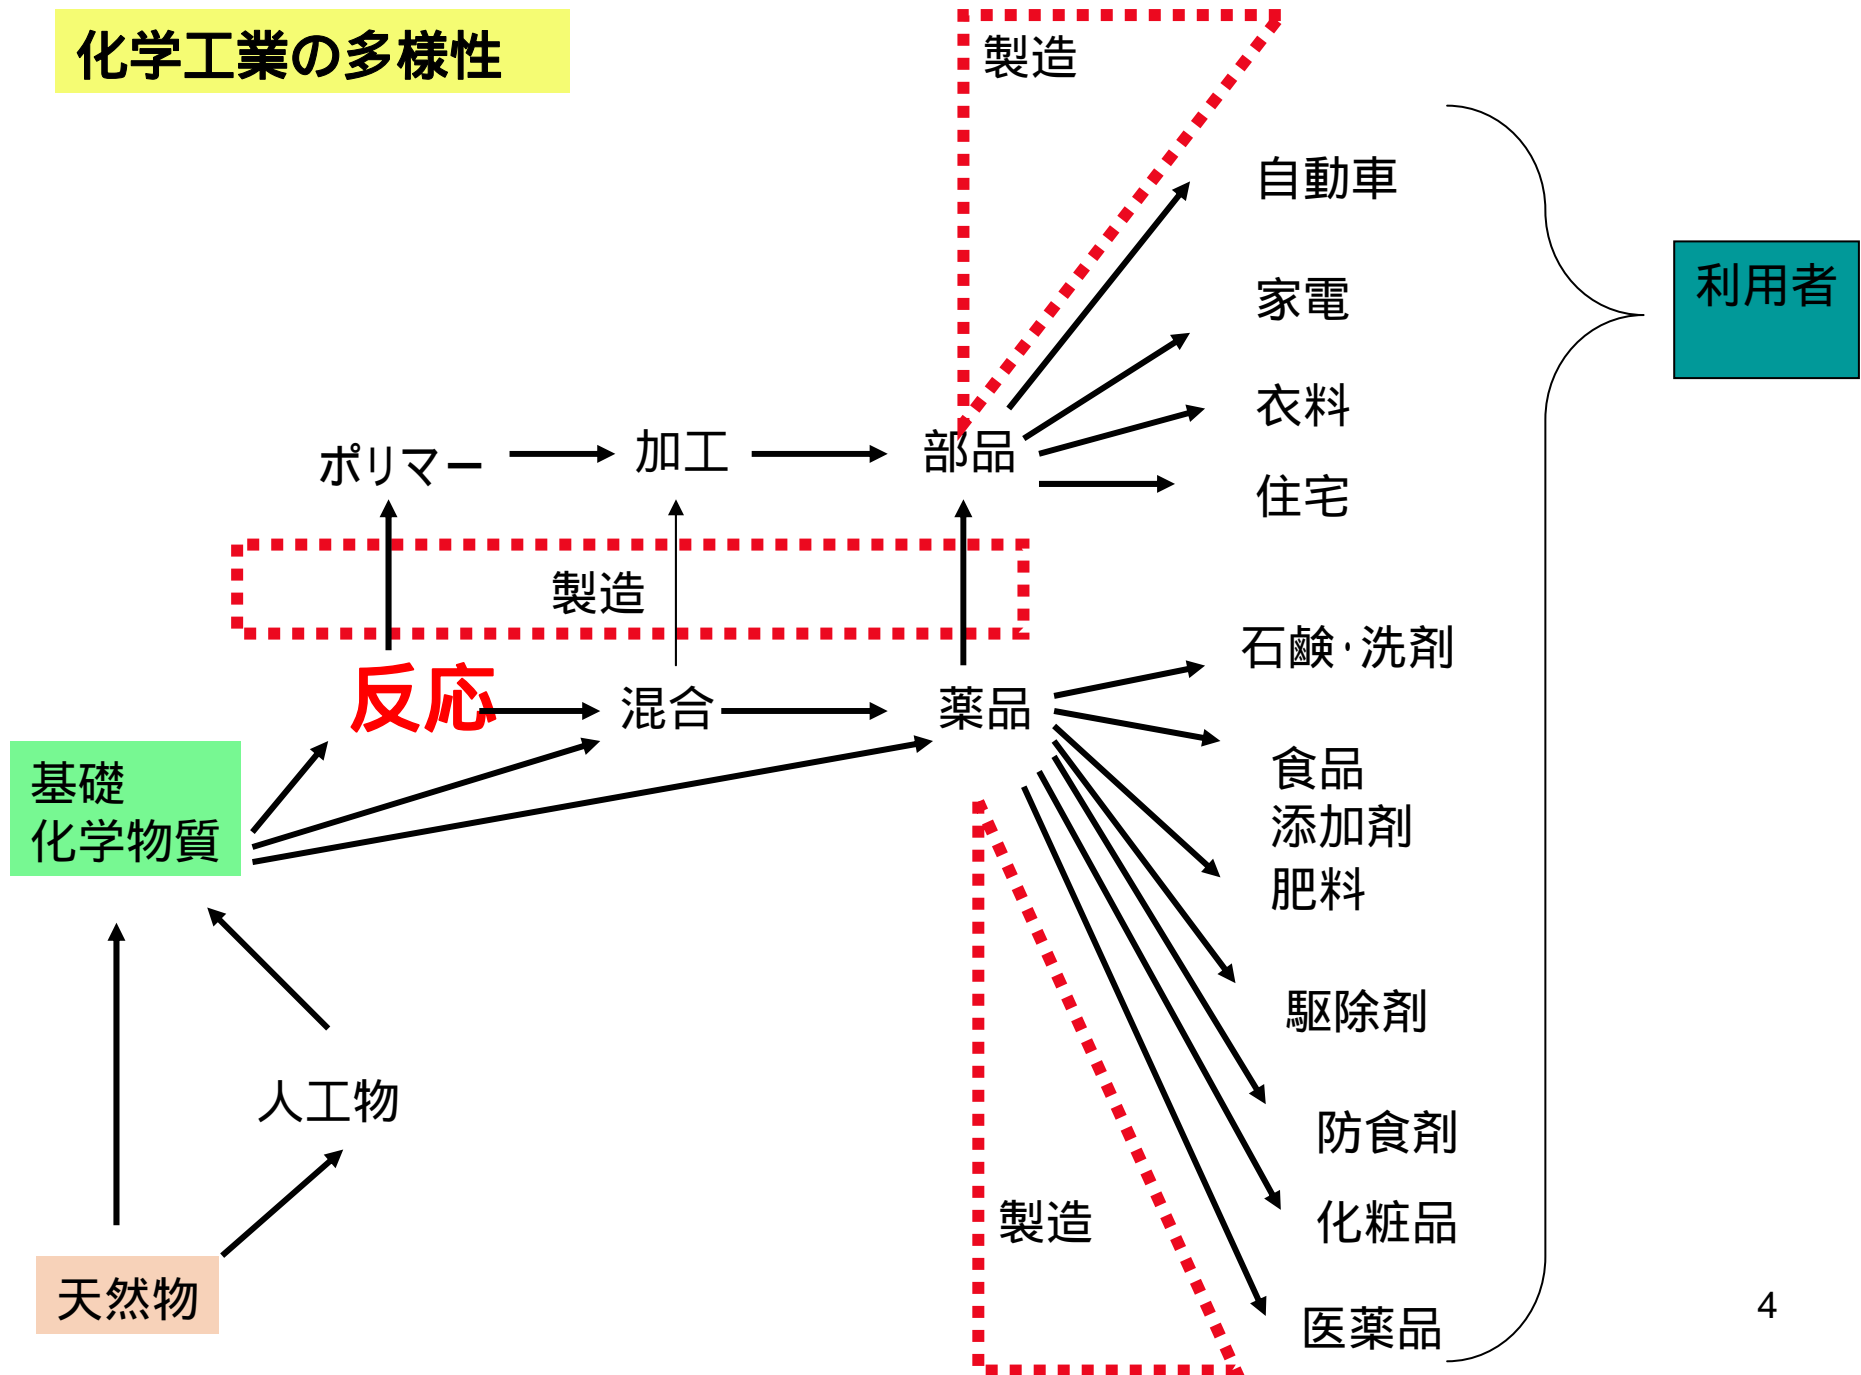 化学工業の多様性
製造
自動車
家電
利用者
衣料
ポリマー
加工
部品
住宅
製造
石鹸・洗剤
反応
混合
薬品
基礎
化学物質
食品
添加剤
肥料
駆除剤
人工物
防食剤
製造
化粧品
天然物
医薬品
4